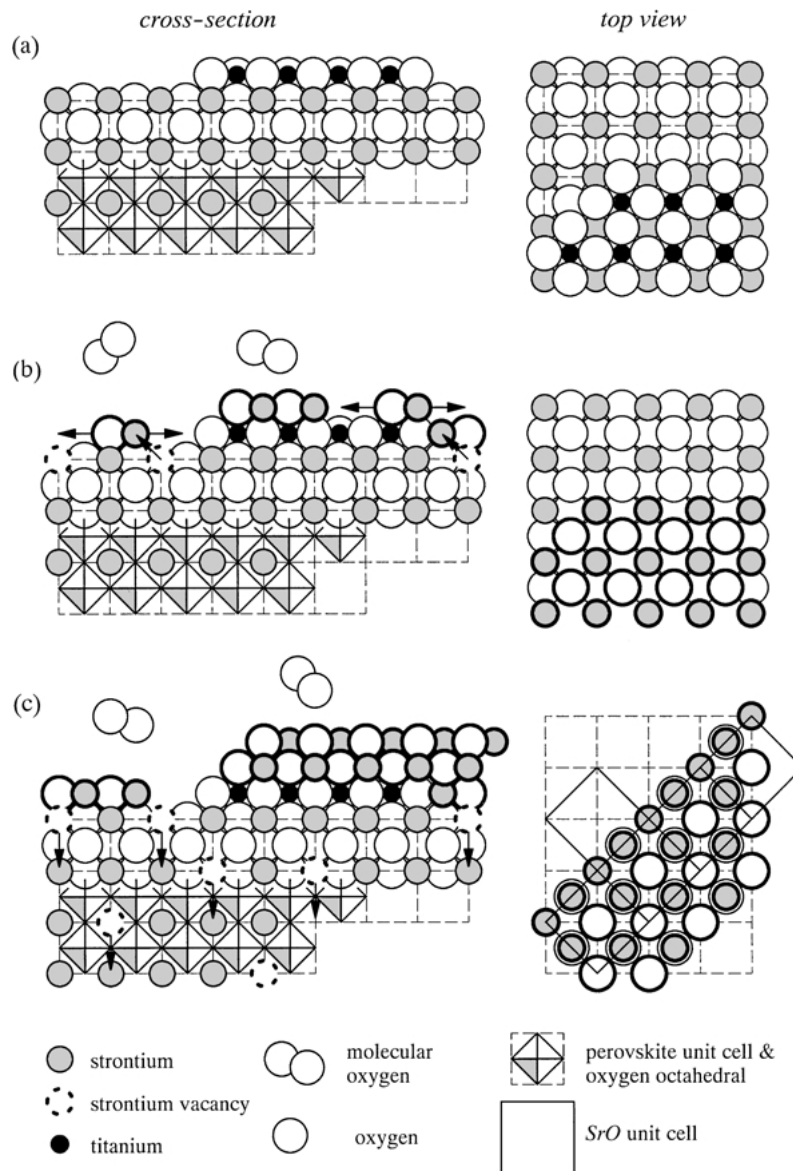 cross-section top view
(a)
(b)
(c)
strontium
strontium vacancy
titanium
molecular
oxygen
oxygen
perovskite unit cell &
oxygen octahedral
SrO unit cell